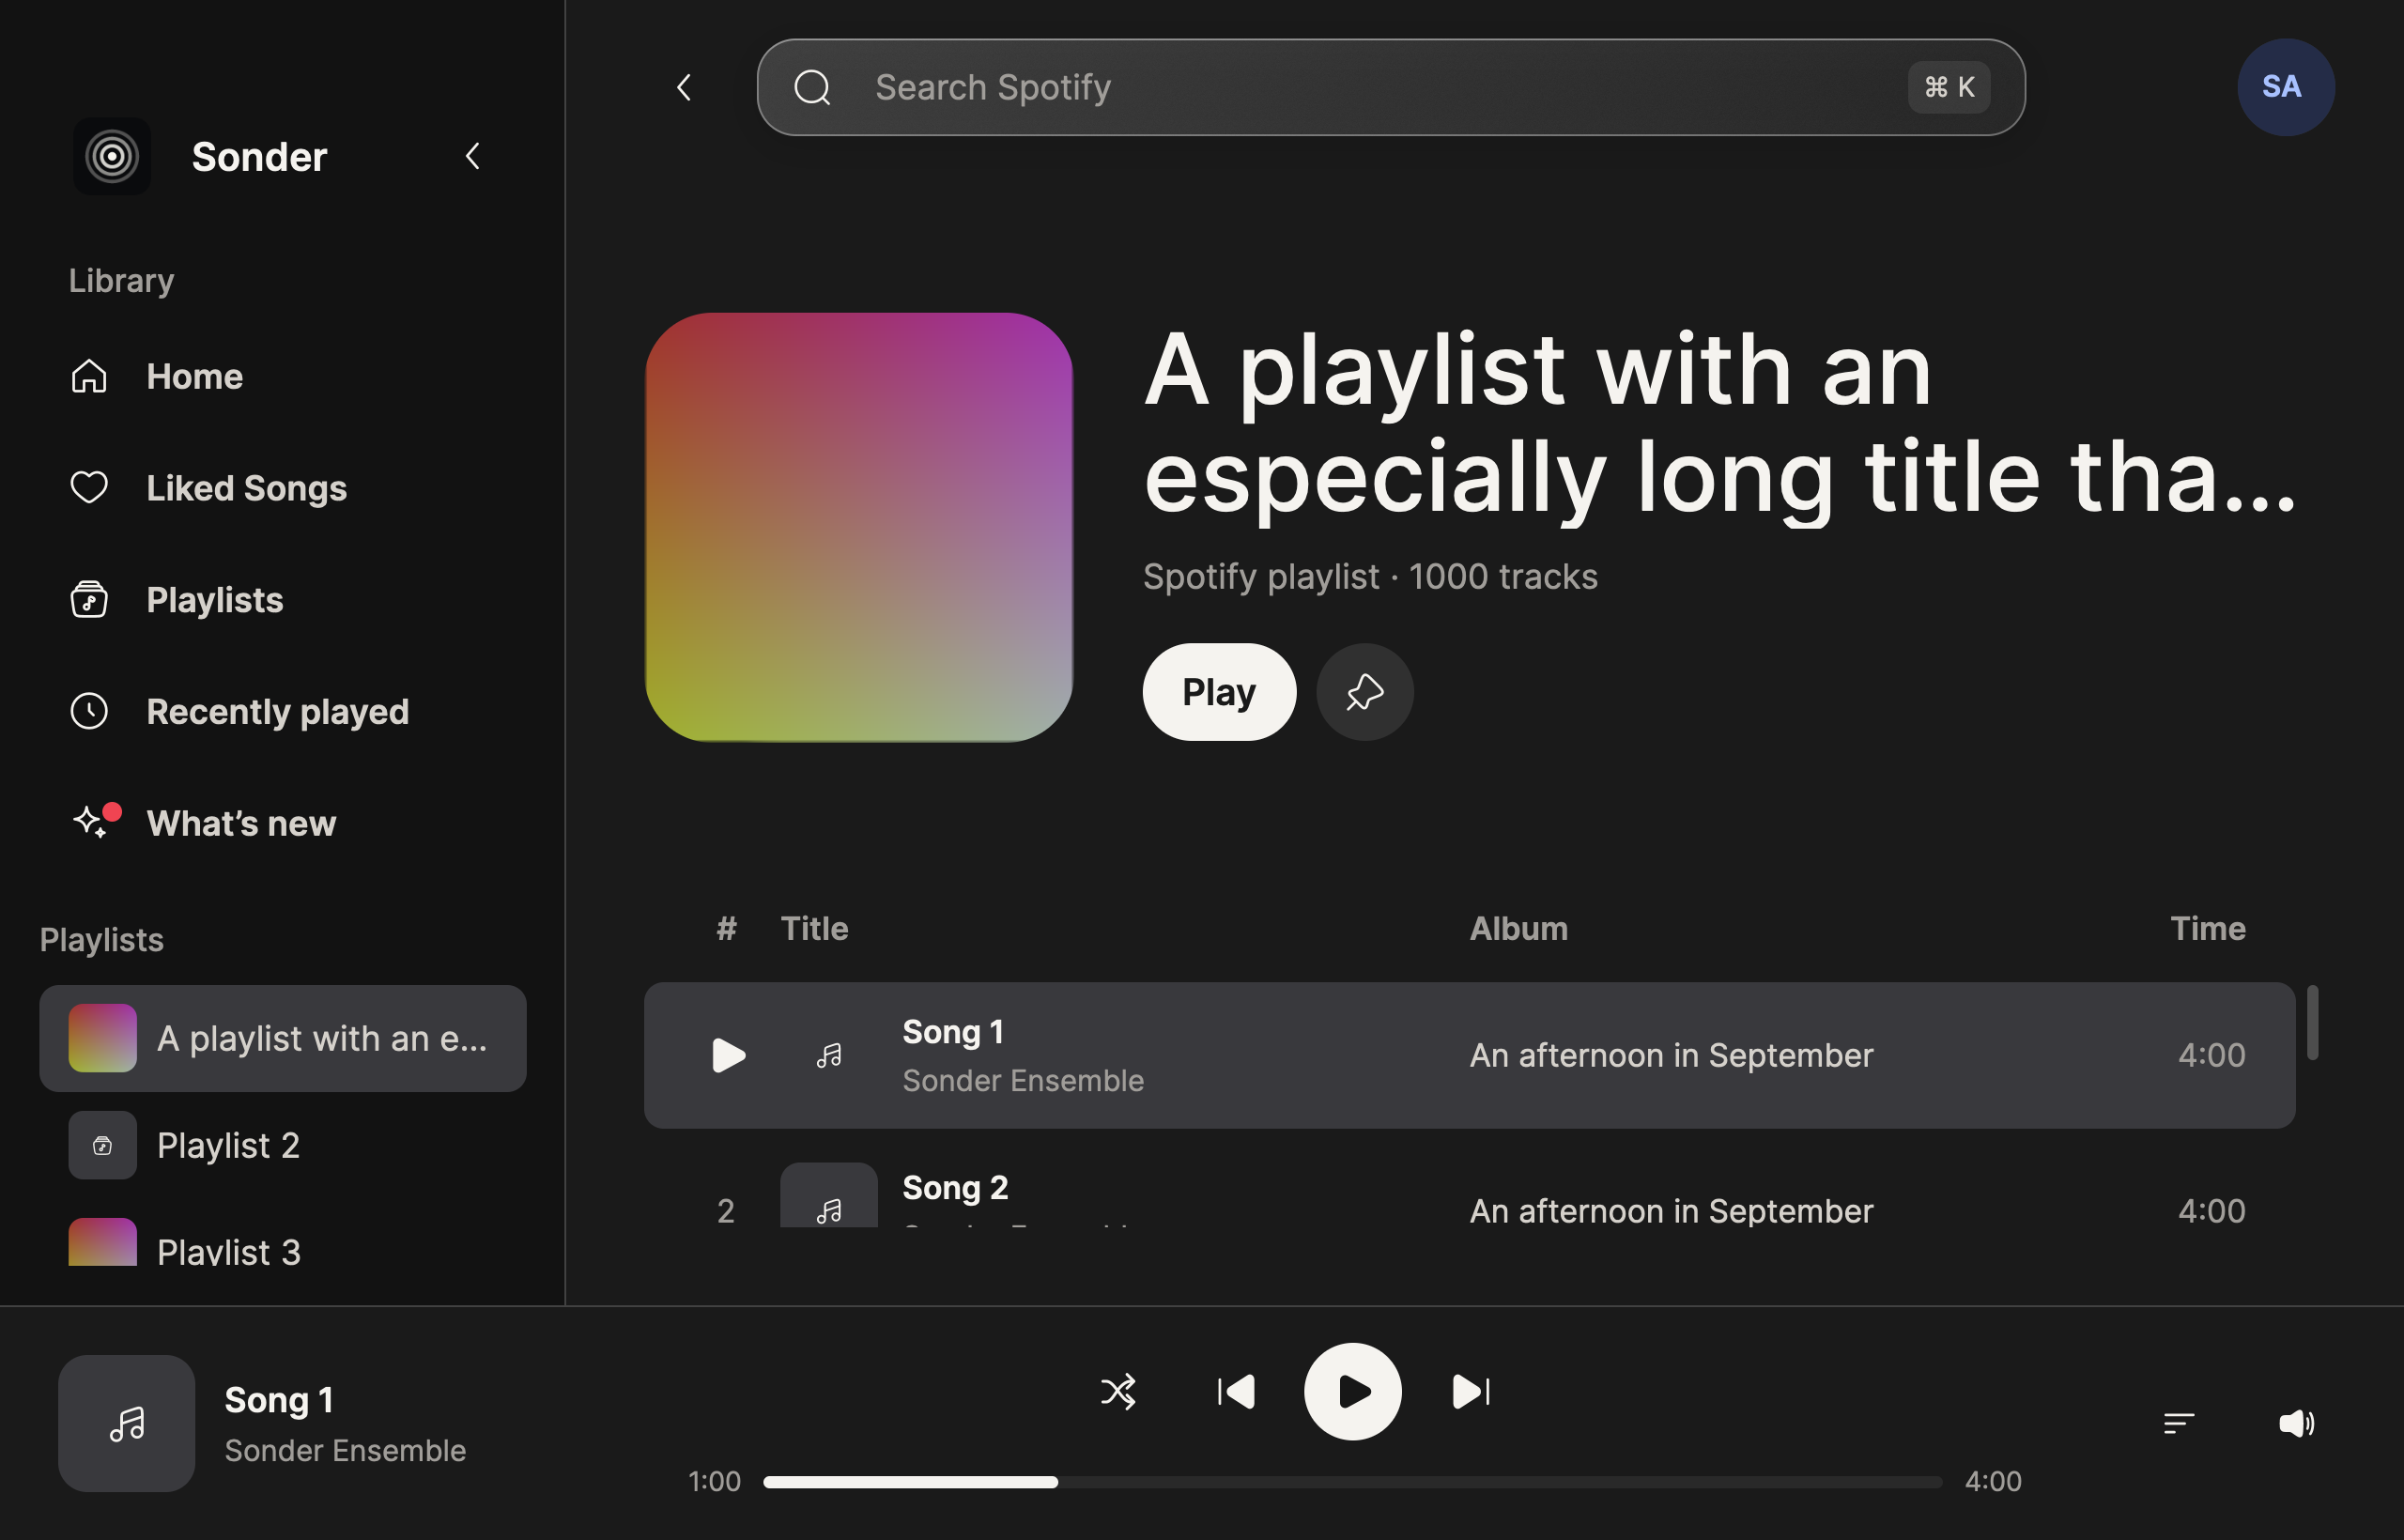 Search Spotify
⌘ K
SA
Sonder
Library
Home
Liked Songs
Playlists
Recently played
What’s new
Playlists
A playlist with an e...
Playlist 2
Playlist 3
A playlist with an
especially long title tha...
Spotify playlist · 1000 tracks
Play
# Title Album Time
Song 1
Sonder Ensemble
An afternoon in September
4:00
2
Song 2
An afternoon in September
4:00
Song 1
Sonder Ensemble
1:00
4:00